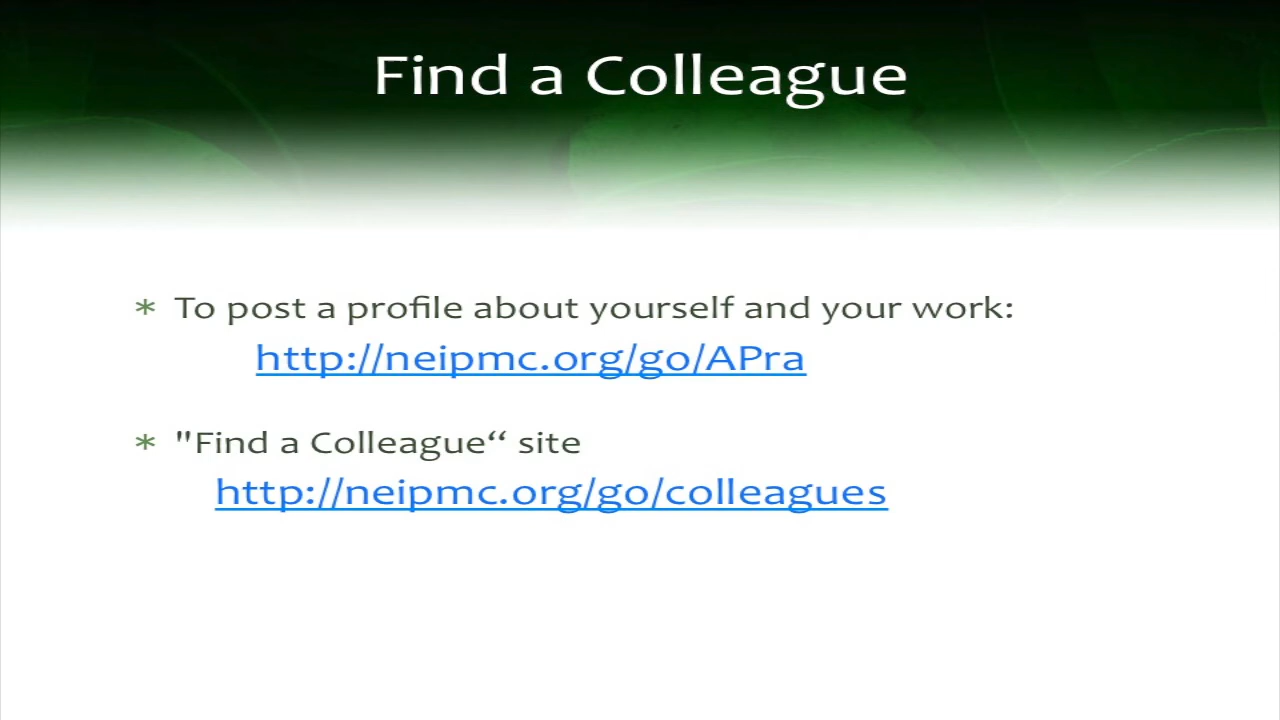 Find a Colleague
* To post a profile about yourself and your work:
http://neipmc.org/go/APra
* "Find a Colleague“ site
http://neipmc.org/go/colleagues